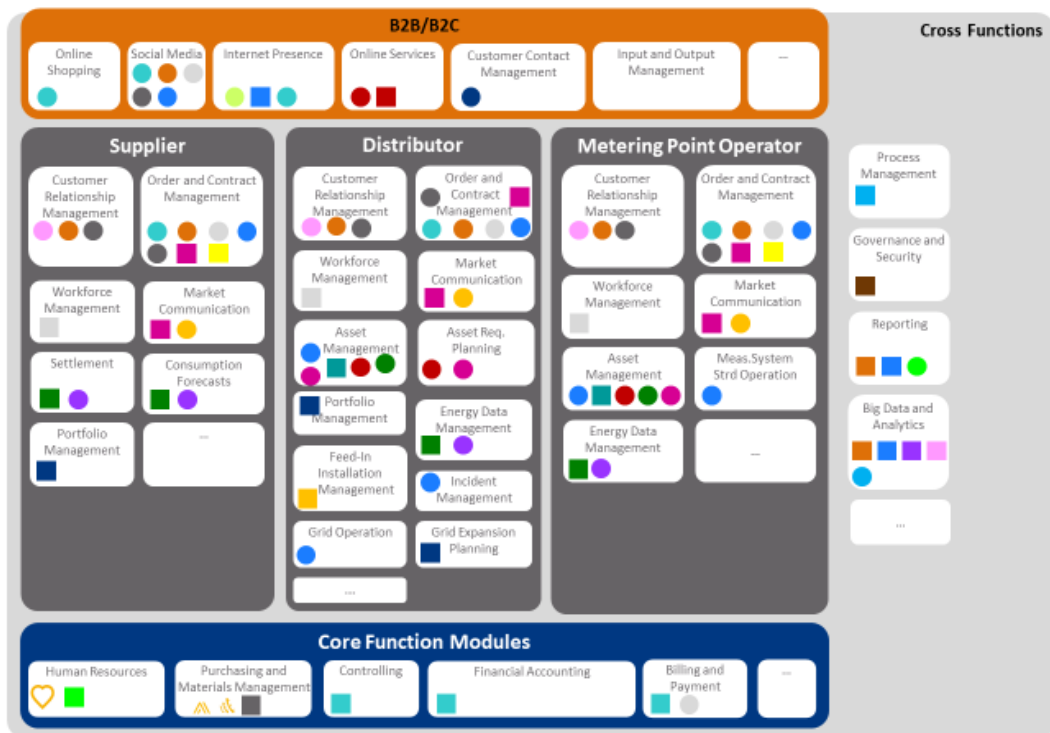 B2B/B2C
Cross Functions
Online
Shopping
Social Media
Internet Presence
Online Services
Customer Contact
Management
Input and Output
Management
...
Supplier
Customer
Relationship
Management
Order and Contract
Management
Workforce
Management
Market
Communication
Settlement
Consumption
Forecasts
Portfolio
Management
...
Distributor
Customer
Relationship
Management
Order and
Contract
Management
Workforce
Management
Market
Communication
Asset
Management
Asset Req.
Planning
Portfolio
Management
Energy Data
Management
Feed-In
Installation
Management
Incident
Management
Grid Operation
Grid Expansion
Planning
...
Metering Point Operator
Customer
Relationship
Management
Order and Contract
Management
Workforce
Management
Market
Communication
Asset
Management
Meas.System
Strd Operation
Energy Data
Management
...
Process
Management
Governance and
Security
Reporting
Big Data and
Analytics
...
Core Function Modules
Human Resources
Purchasing and
Materials Management
Controlling
Financial Accounting
Billing and
Payment
...